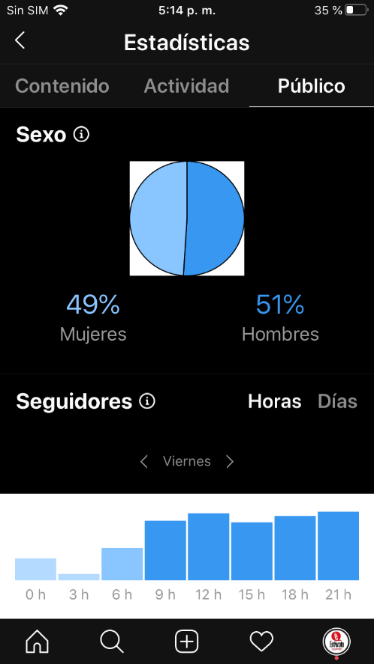 Sin SIM 5:14 p. m. 35 %
Estadísticas
Contenido Actividad Público
Sexo
49% 51%
Mujeres Hombres
Seguidores Horas Días
Viernes
0 h 3 h 6 h 9 h 12 h 15 h 18 h 21 h